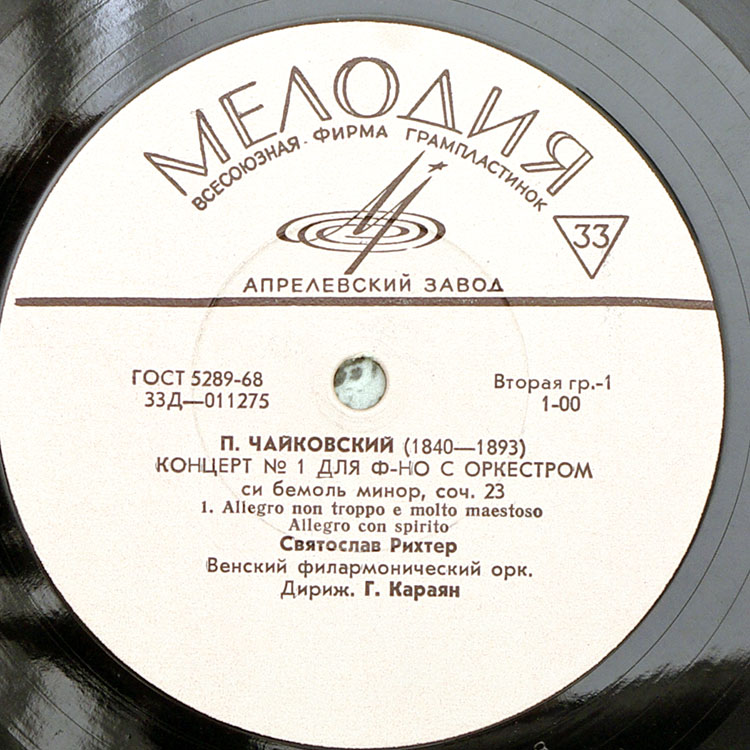 МЕЛОДИЯ
ВСЕСОЮЗНАЯ ФИРМА ГРАМПЛАСТИНОК
33
АПРЕЛЕВСКИЙ ЗАВОД
ГОСТ 5289-68
33Д—011275
Вторая гр.-1
1-00
П. ЧАЙКОВСКИЙ (1840—1893)
КОНЦЕРТ № 1 ДЛЯ Ф-НО С ОРКЕСТРОМ
си бемоль минор, соч. 23
1. Allegro non troppo e molto maestoso
Allegro con spirito
Святослав Рихтер
Венский филармонический орк.
Дириж. Г. Караян